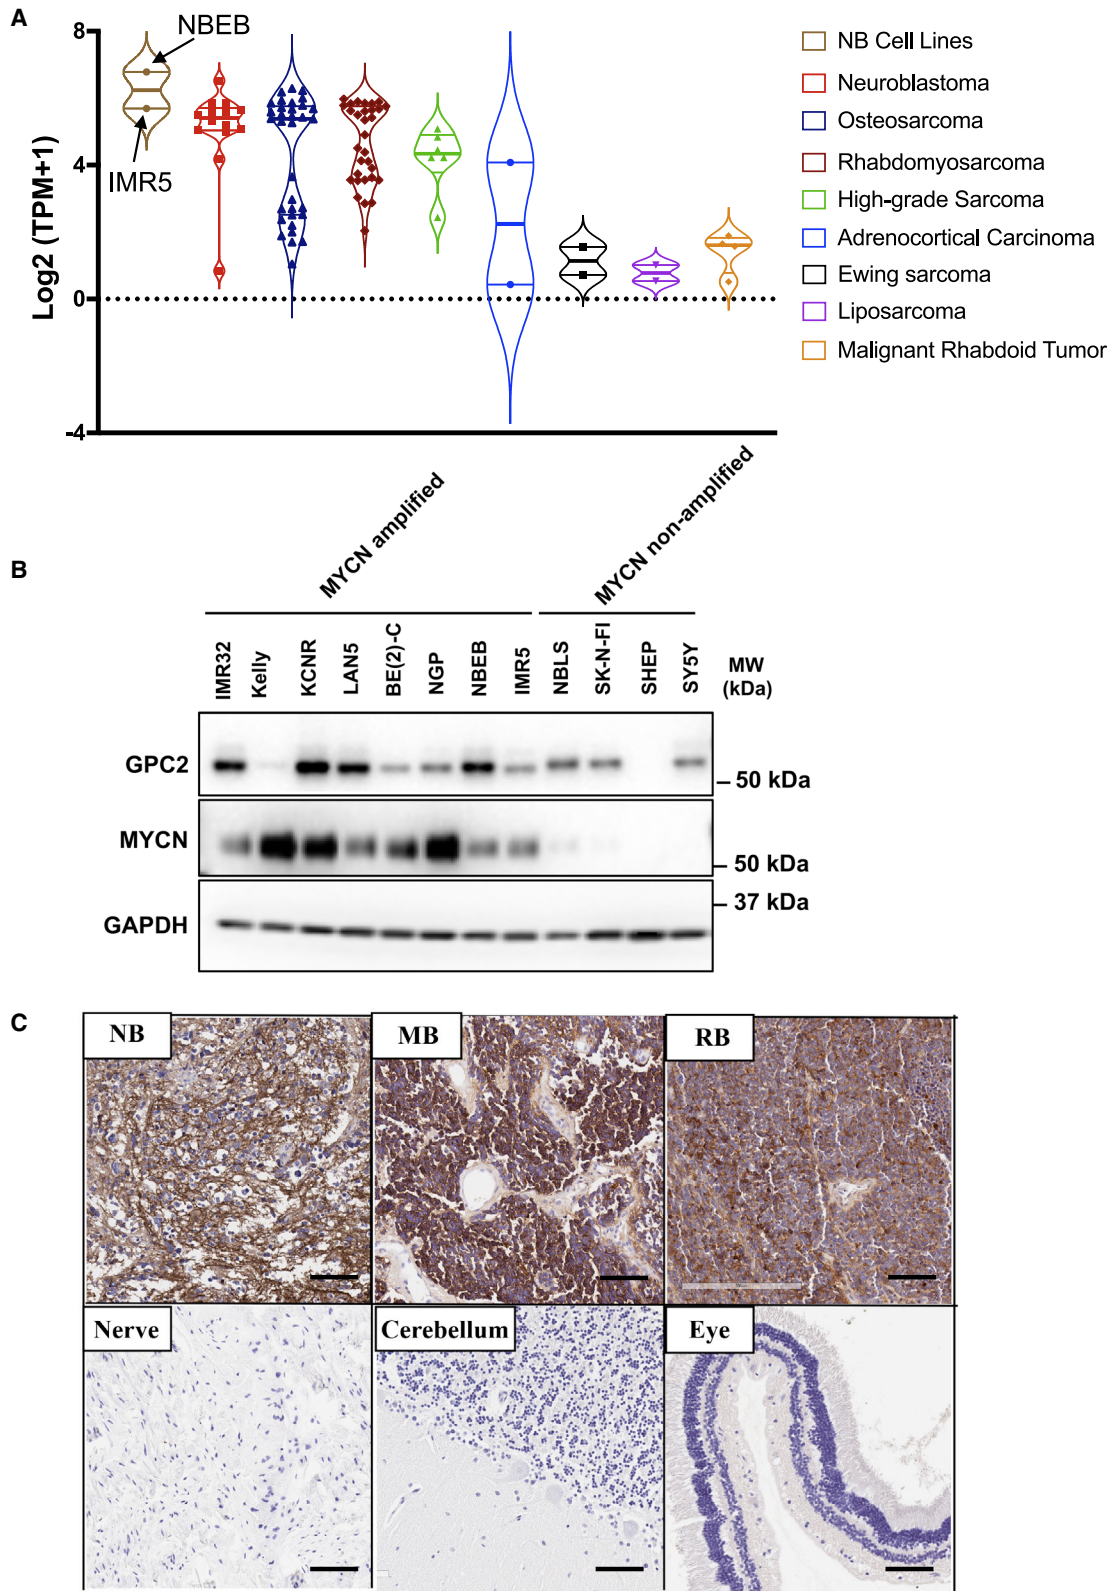 A
8
4
0
-4
Log2 (TPM+1)
NBEB
IMR5
NB Cell Lines
Neuroblastoma
Osteosarcoma
Rhabdomyosarcoma
High-grade Sarcoma
Adrenocortical Carcinoma
Ewing sarcoma
Liposarcoma
Malignant Rhabdoid Tumor
B
MYCN amplified
MYCN non-amplified
IMR32
Kelly
KCNR
LAN5
BE(2)-C
NGP
NBEB
IMR5
NBLS
SK-N-FI
SHEP
SY5Y
MW
(kDa)
GPC2
50 kDa
MYCN
50 kDa
37 kDa
GAPDH
C
NB
MB
RB
Nerve
Cerebellum
Eye